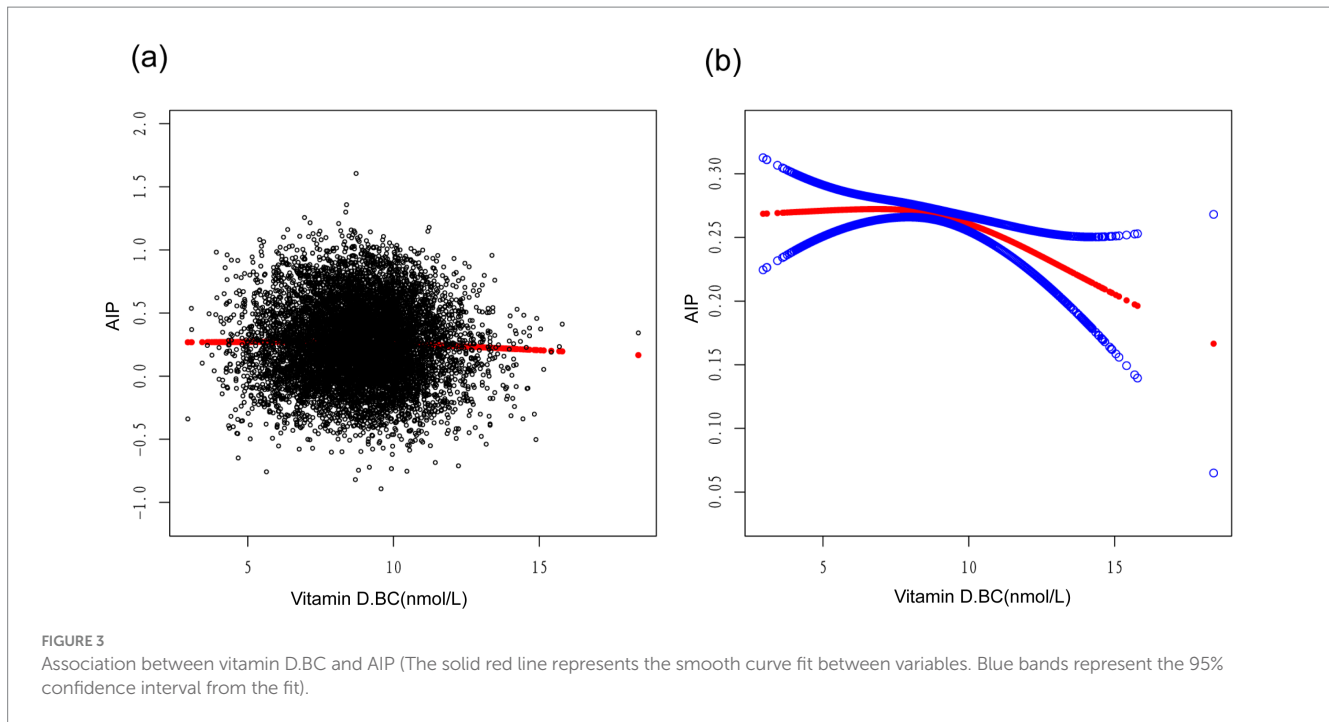 (a)
2.0
1.5
1.0
0.5
0.0
−0.5
−1.0
AIP
5
10
15
Vitamin D.BC(nmol/L)
(b)
0.30
0.25
0.20
0.15
0.10
0.05
AIP
5
10
15
Vitamin D.BC(nmol/L)
FIGURE 3
Association between vitamin D.BC and AIP (The solid red line represents the smooth curve fit between variables. Blue bands represent the 95%
confidence interval from the fit).